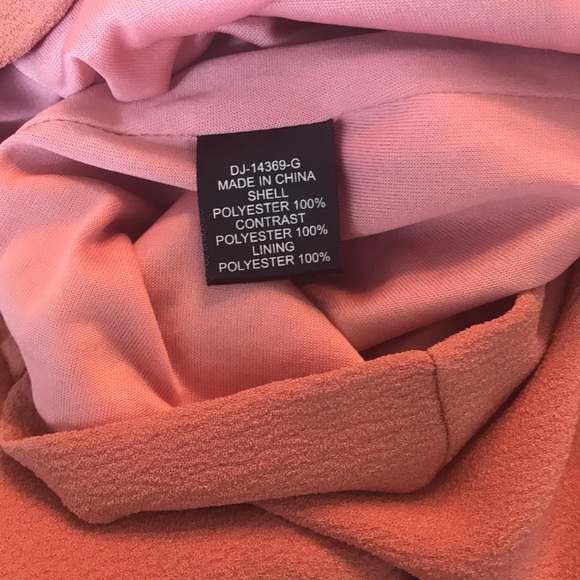 DJ-14369-G
MADE IN CHINA
SHELL
POLYESTER 100%
CONTRAST
POLYESTER 100%
LINING
POLYESTER 100%